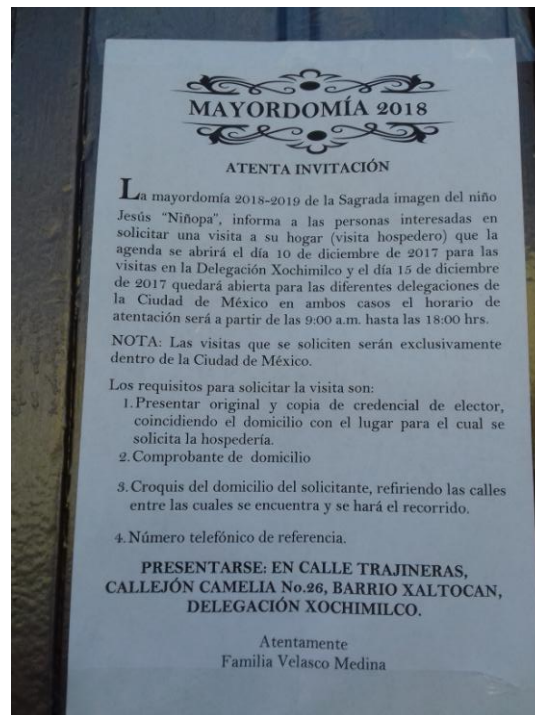 MAYORDOMÍA 2018
ATENTA INVITACIÓN
La mayordomía 2018-2019 de la Sagrada imagen del niño
Jesús "Niñopa", informa a las personas interesadas en
solicitar una visita a su hogar (visita hospedero) que la
agenda se abrirá el día 10 de diciembre de 2017 para las
visitas en la Delegación Xochimilco y el día 15 de diciembre
de 2017 quedará abierta para las diferentes delegaciones de
la Ciudad de México en ambos casos el horario de
atentación será a partir de las 9:00 a.m. hasta las 18:00 hrs.
NOTA: Las visitas que se soliciten serán exclusivamente
dentro de la Ciudad de México.
Los requisitos para solicitar la visita son:
1. Presentar original y copia de credencial de elector,
coincidiendo el domicilio con el lugar para el cual se
solicita la hospedería.
2. Comprobante de domicilio
3. Croquis del domicilio del solicitante, refiriendo las calles
entre las cuales se encuentra y se hará el recorrido.
4. Número telefónico de referencia.
PRESENTARSE: EN CALLE TRAJINERAS,
CALLEJÓN CAMELIA No.26, BARRIO XALTOCAN,
DELEGACIÓN XOCHIMILCO.
Atentamente
Familia Velasco Medina